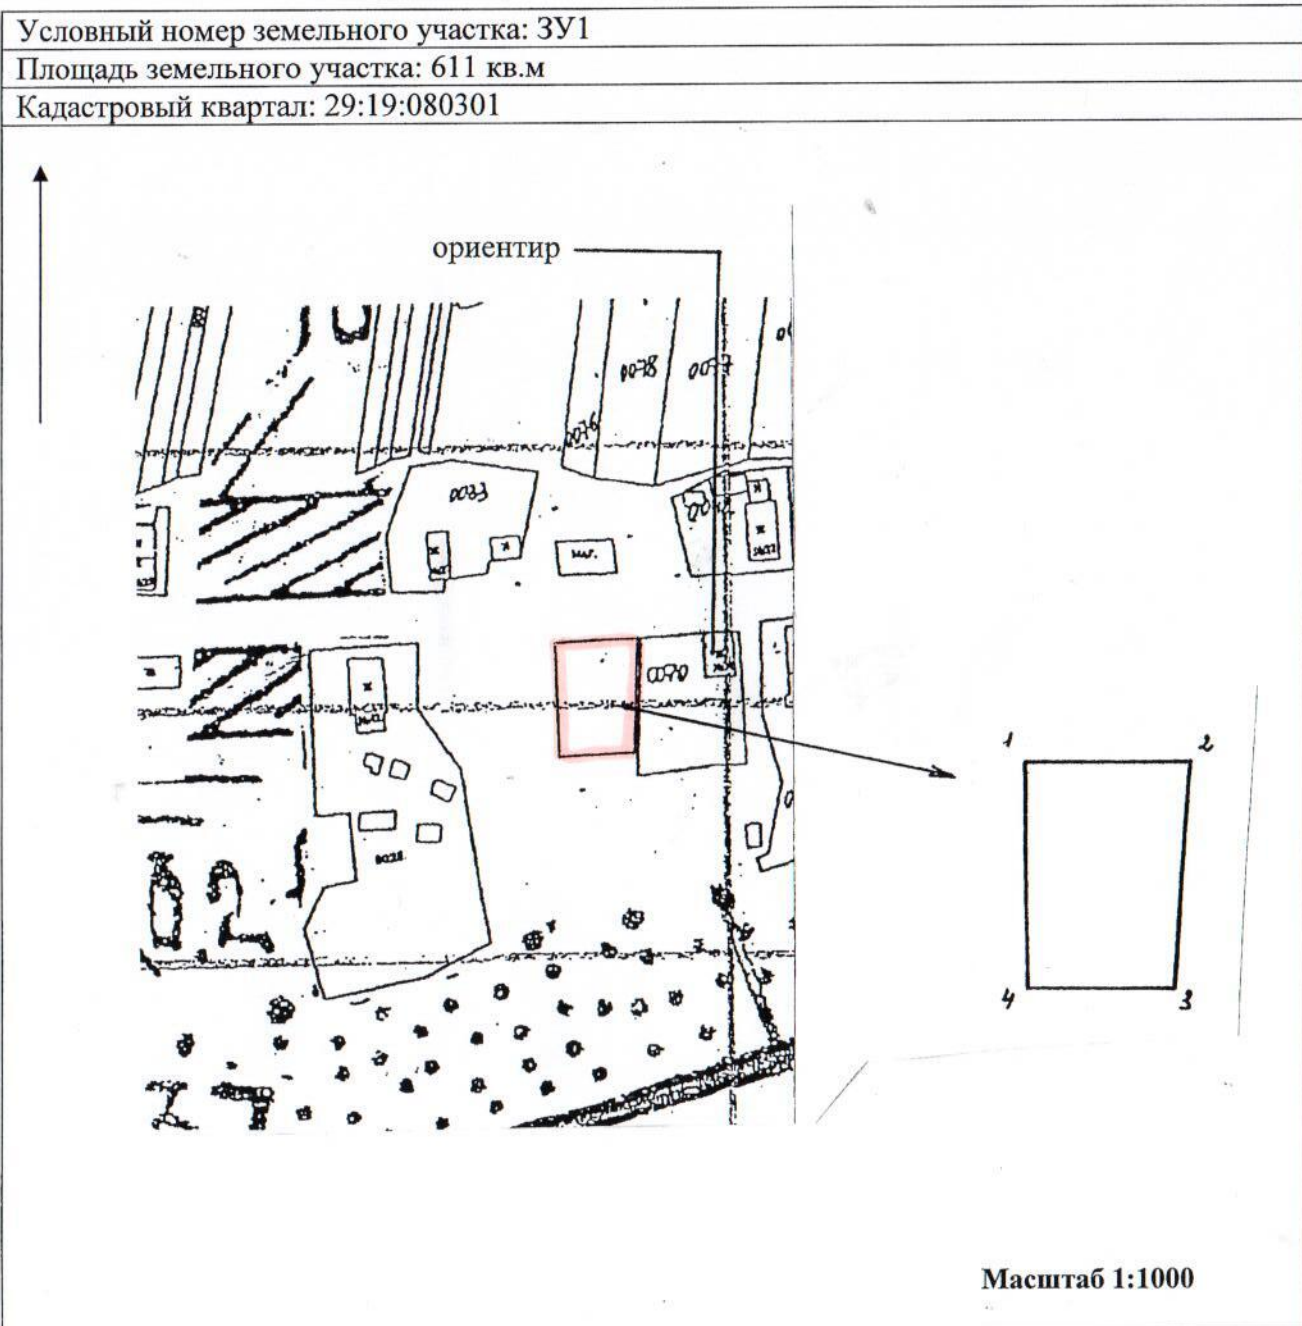 Условный номер земельного участка: ЗУ1
Площадь земельного участка: 611 кв.м
Кадастровый квартал: 29:19:080301
ориентир
0078
0077
0076
0033
маг.
0070
1
2
4
3
Масштаб 1:1000